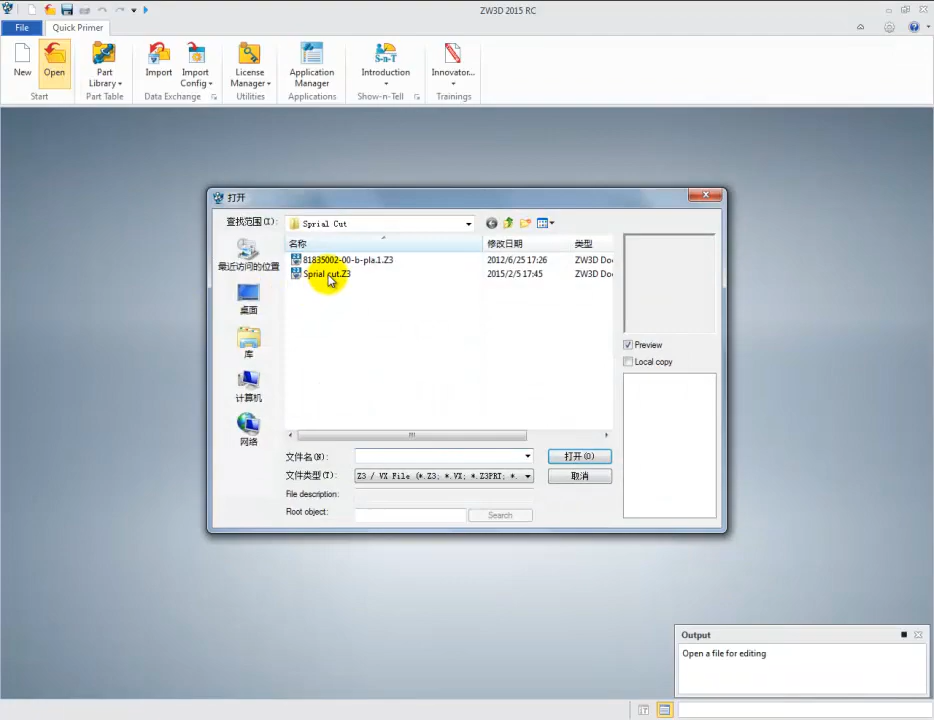 ZW3D 2015 RC
File
Quick Primer
New
Open
Part Library
Import
Import Config
License Manager
Application Manager
Introduction
Innovator...
Start
Part Table
Data Exchange
Utilities
Applications
Show-n-Tell
Trainings
打开
查找范围(I):
Sprial Cut
名称
修改日期
类型
81835002-00-b-pla.1.Z3
2012/6/25 17:26
ZW3D Doc
Sprial cut.Z3
2015/2/5 17:45
ZW3D Doc
最近访问的位置
桌面
库
计算机
网络
Preview
Local copy
文件名(N):
打开(O)
文件类型(T):
Z3 / VX File (*.Z3; *.VX; *.Z3PRT; *.
取消
File description:
Root object:
Search
Output
Open a file for editing